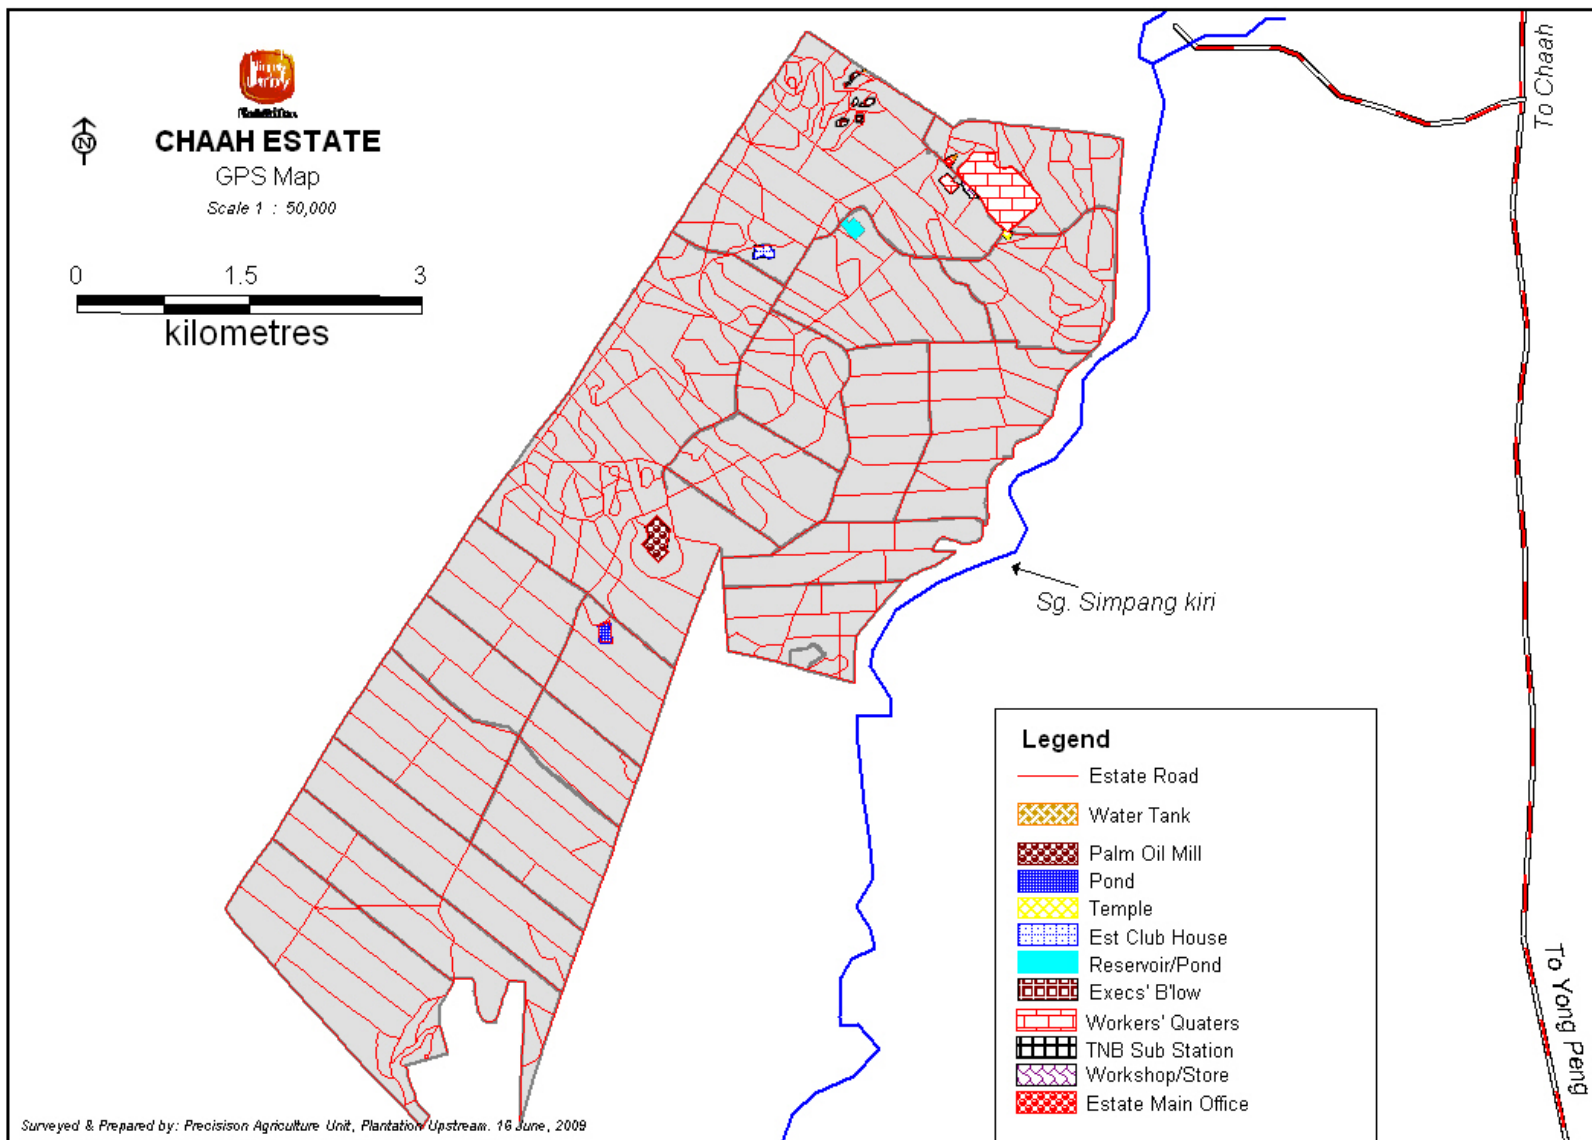 CHAAH ESTATE
GPS Map
Scale 1 : 50,000
0 1.5 3
kilometres
N
To Chaah
Sg. Simpang kiri
To Yong Peng
Legend
Estate Road
Water Tank
Palm Oil Mill
Pond
Temple
Est Club House
Reservoir/Pond
Execs' B'low
Workers' Quaters
TNB Sub Station
Workshop/Store
Estate Main Office
Surveyed & Prepared by: Precisison Agriculture Unit, Plantation Upstream. 16 June, 2009